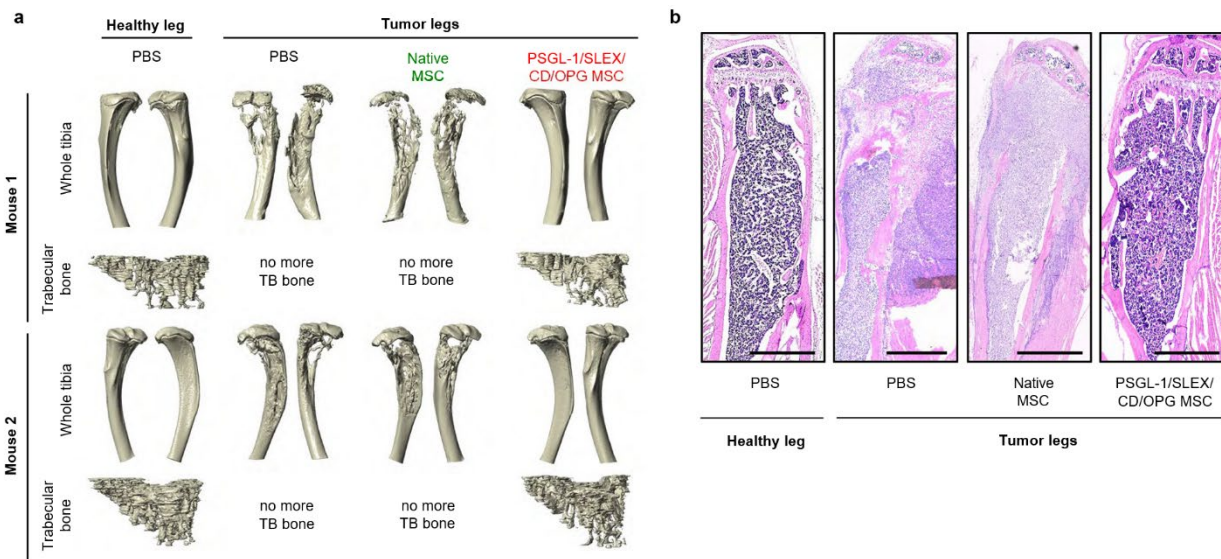 a
Healthy leg
Tumor legs
PBS
PBS
Native
MSC
PSGL-1/SLEX/
CD/OPG MSC
Mouse 1
Whole tibia
Trabecular
bone
no more
TB bone
no more
TB bone
Mouse 2
Whole tibia
Trabecular
bone
no more
TB bone
no more
TB bone
b
PBS
PBS
Native
MSC
PSGL-1/SLEX/
CD/OPG MSC
Healthy leg
Tumor legs